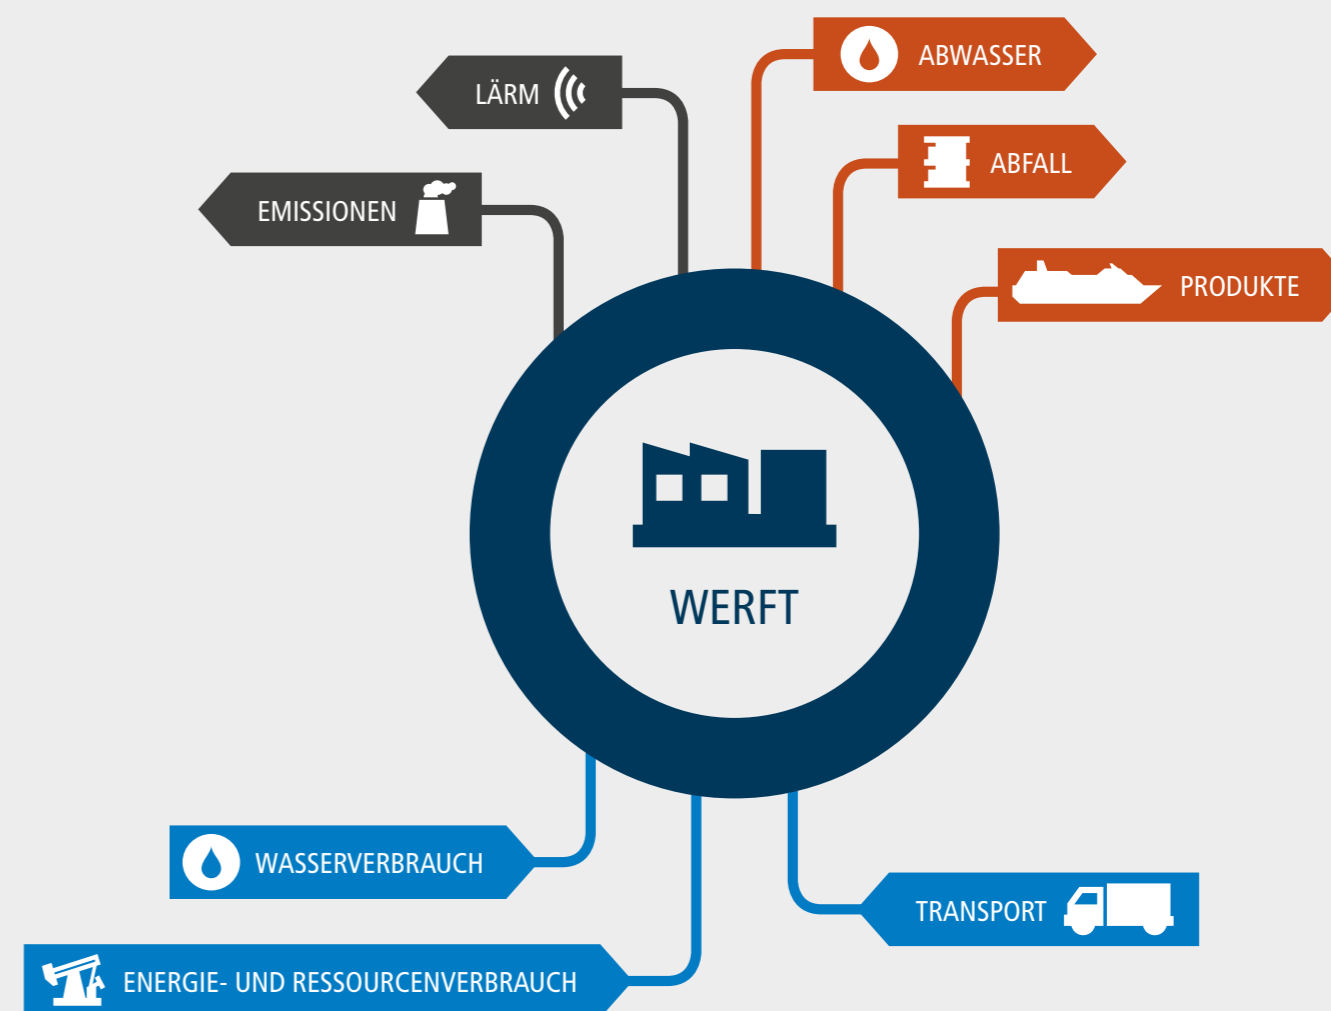 ABWASSER
LÄRM
ABFALL
EMISSIONEN
PRODUKTE
WERFT
WASSERVERBRAUCH
TRANSPORT
ENERGIE- UND RESSOURCENVERBRAUCH